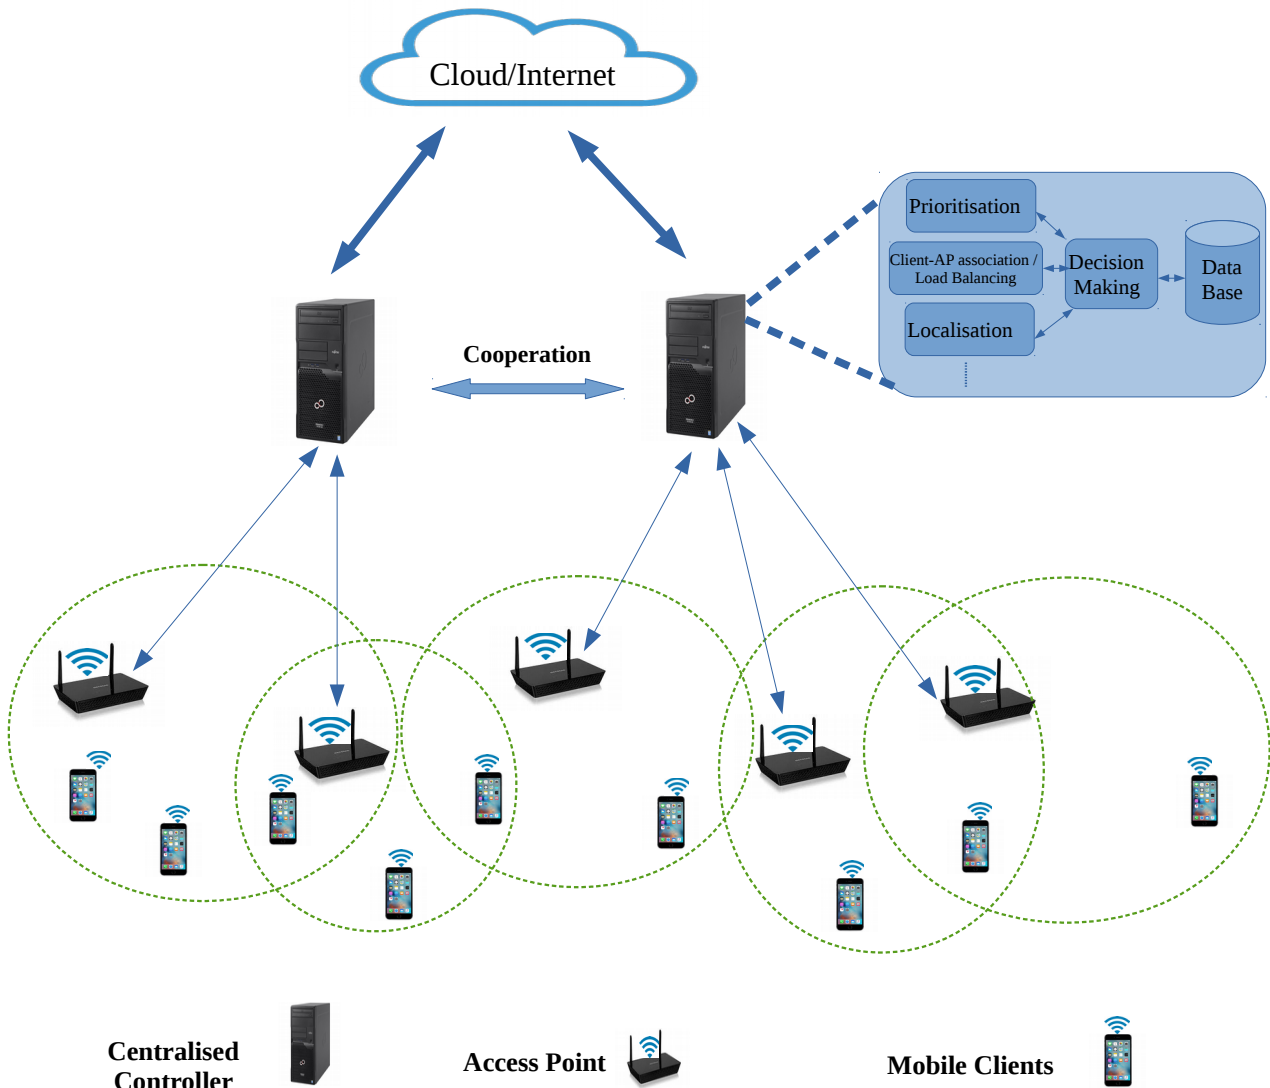 Cloud/Internet
Prioritisation
Client-AP association /
Load Balancing
Decision
Making
Data
Base
Localisation
Cooperation
Centralised
Controller
Access Point
Mobile Clients